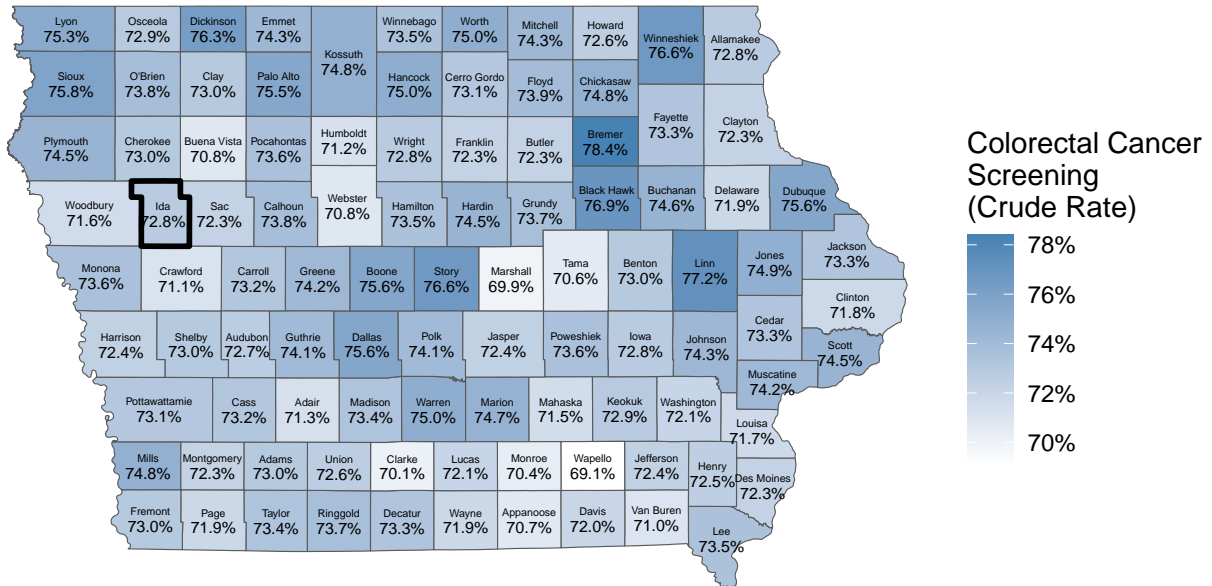 Lyon
75.3%
Osceola
72.9%
Dickinson
76.3%
Emmet
74.3%
Winnebago
73.5%
Worth
75.0%
Mitchell
74.3%
Howard
72.6%
Winneshiek
76.6%
Allamakee
72.8%
Kossuth
74.8%
Sioux
75.8%
O'Brien
73.8%
Clay
73.0%
Palo Alto
75.5%
Hancock
75.0%
Cerro Gordo
73.1%
Floyd
73.9%
Chickasaw
74.8%
Fayette
73.3%
Clayton
72.3%
Plymouth
74.5%
Cherokee
73.0%
Buena Vista
70.8%
Pocahontas
73.6%
Humboldt
71.2%
Wright
72.8%
Franklin
72.3%
Butler
72.3%
Bremer
78.4%
Woodbury
71.6%
Ida
72.8%
Sac
72.3%
Calhoun
73.8%
Webster
70.8%
Hamilton
73.5%
Hardin
74.5%
Grundy
73.7%
Black Hawk
76.9%
Buchanan
74.6%
Delaware
71.9%
Dubuque
75.6%
Monona
73.6%
Crawford
71.1%
Carroll
73.2%
Greene
74.2%
Boone
75.6%
Story
76.6%
Marshall
69.9%
Tama
70.6%
Benton
73.0%
Linn
77.2%
Jones
74.9%
Jackson
73.3%
Clinton
71.8%
Harrison
72.4%
Shelby
73.0%
Audubon
72.7%
Guthrie
74.1%
Dallas
75.6%
Polk
74.1%
Jasper
72.4%
Poweshiek
73.6%
Iowa
72.8%
Johnson
74.3%
Cedar
73.3%
Scott
74.5%
Muscatine
74.2%
Pottawattamie
73.1%
Cass
73.2%
Adair
71.3%
Madison
73.4%
Warren
75.0%
Marion
74.7%
Mahaska
71.5%
Keokuk
72.9%
Washington
72.1%
Louisa
71.7%
Mills
74.8%
Montgomery
72.3%
Adams
73.0%
Union
72.6%
Clarke
70.1%
Lucas
72.1%
Monroe
70.4%
Wapello
69.1%
Jefferson
72.4%
Henry
72.5%
Des Moines
72.3%
Fremont
73.0%
Page
71.9%
Taylor
73.4%
Ringgold
73.7%
Decatur
73.3%
Wayne
71.9%
Appanoose
70.7%
Davis
72.0%
Van Buren
71.0%
Lee
73.5%
Colorectal Cancer
Screening
(Crude Rate)
78%
76%
74%
72%
70%